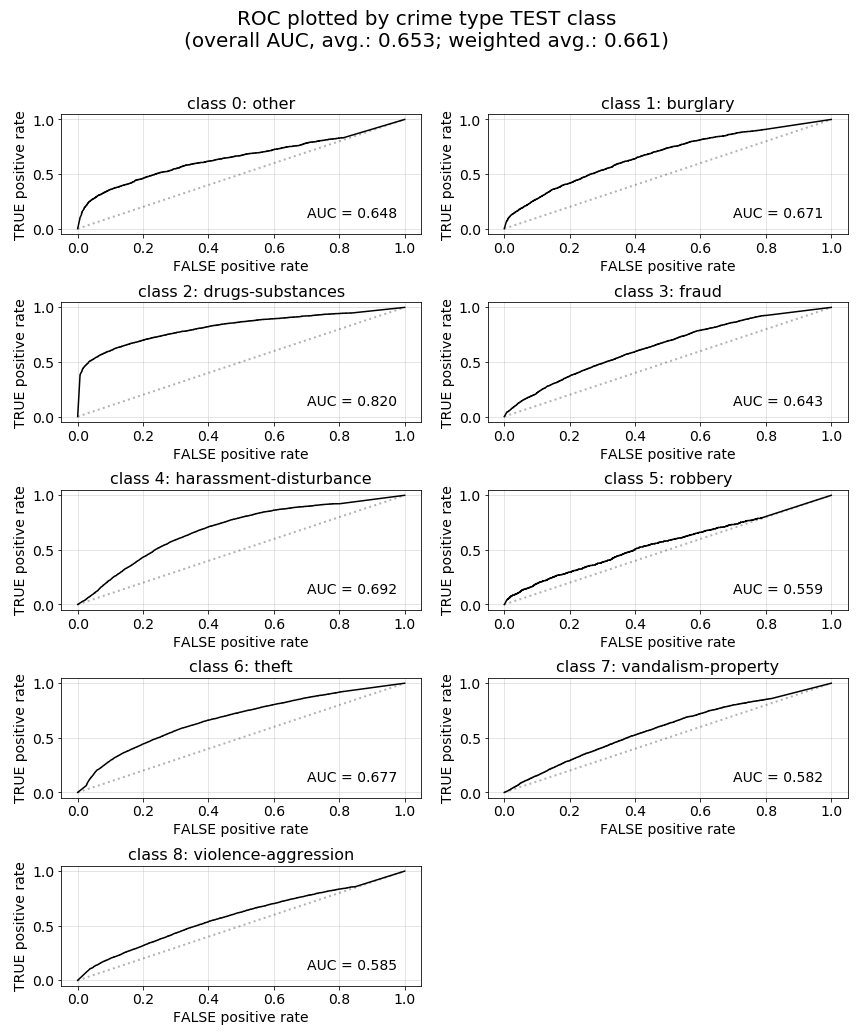 ROC plotted by crime type TEST class
(overall AUC, avg.: 0.653; weighted avg.: 0.661)
class 0: other
TRUE positive rate
1.0
0.5
0.0
AUC = 0.648
0.0 0.2 0.4 0.6 0.8 1.0
FALSE positive rate
class 1: burglary
TRUE positive rate
1.0
0.5
0.0
AUC = 0.671
0.0 0.2 0.4 0.6 0.8 1.0
FALSE positive rate
class 2: drugs-substances
TRUE positive rate
1.0
0.5
0.0
AUC = 0.820
0.0 0.2 0.4 0.6 0.8 1.0
FALSE positive rate
class 3: fraud
TRUE positive rate
1.0
0.5
0.0
AUC = 0.643
0.0 0.2 0.4 0.6 0.8 1.0
FALSE positive rate
class 4: harassment-disturbance
TRUE positive rate
1.0
0.5
0.0
AUC = 0.692
0.0 0.2 0.4 0.6 0.8 1.0
FALSE positive rate
class 5: robbery
TRUE positive rate
1.0
0.5
0.0
AUC = 0.559
0.0 0.2 0.4 0.6 0.8 1.0
FALSE positive rate
class 6: theft
TRUE positive rate
1.0
0.5
0.0
AUC = 0.677
0.0 0.2 0.4 0.6 0.8 1.0
FALSE positive rate
class 7: vandalism-property
TRUE positive rate
1.0
0.5
0.0
AUC = 0.582
0.0 0.2 0.4 0.6 0.8 1.0
FALSE positive rate
class 8: violence-aggression
TRUE positive rate
1.0
0.5
0.0
AUC = 0.585
0.0 0.2 0.4 0.6 0.8 1.0
FALSE positive rate